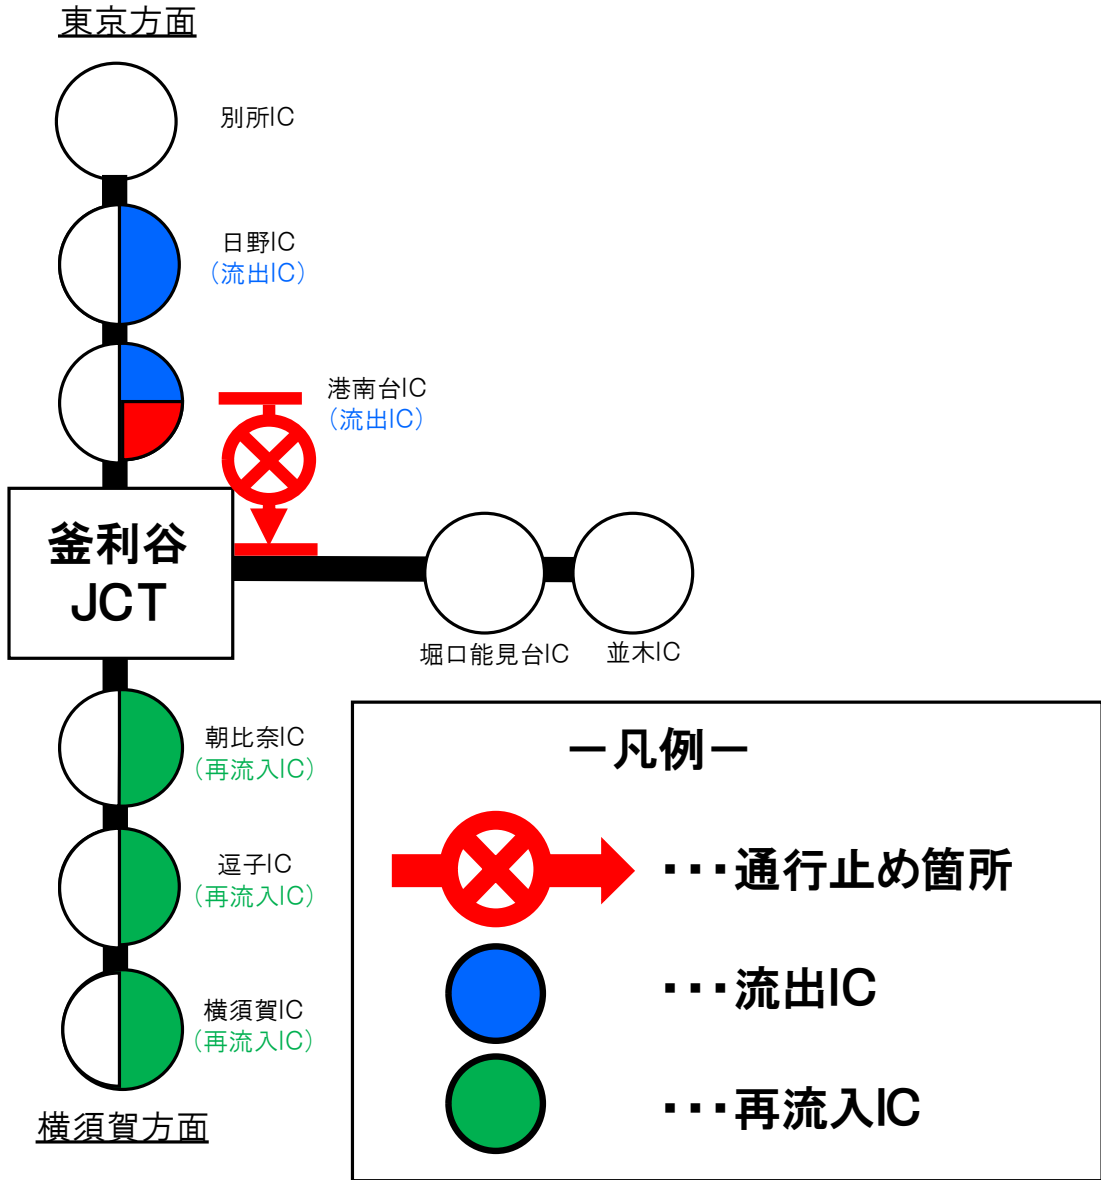 東京方面
別所IC
日野IC
（流出IC）
港南台IC
（流出IC）
釜利谷
JCT
堀口能見台IC
並木IC
朝比奈IC
（再流入IC）
逗子IC
（再流入IC）
横須賀IC
（再流入IC）
横須賀方面
－凡例－
･･･通行止め箇所
･･･流出IC
･･･再流入IC